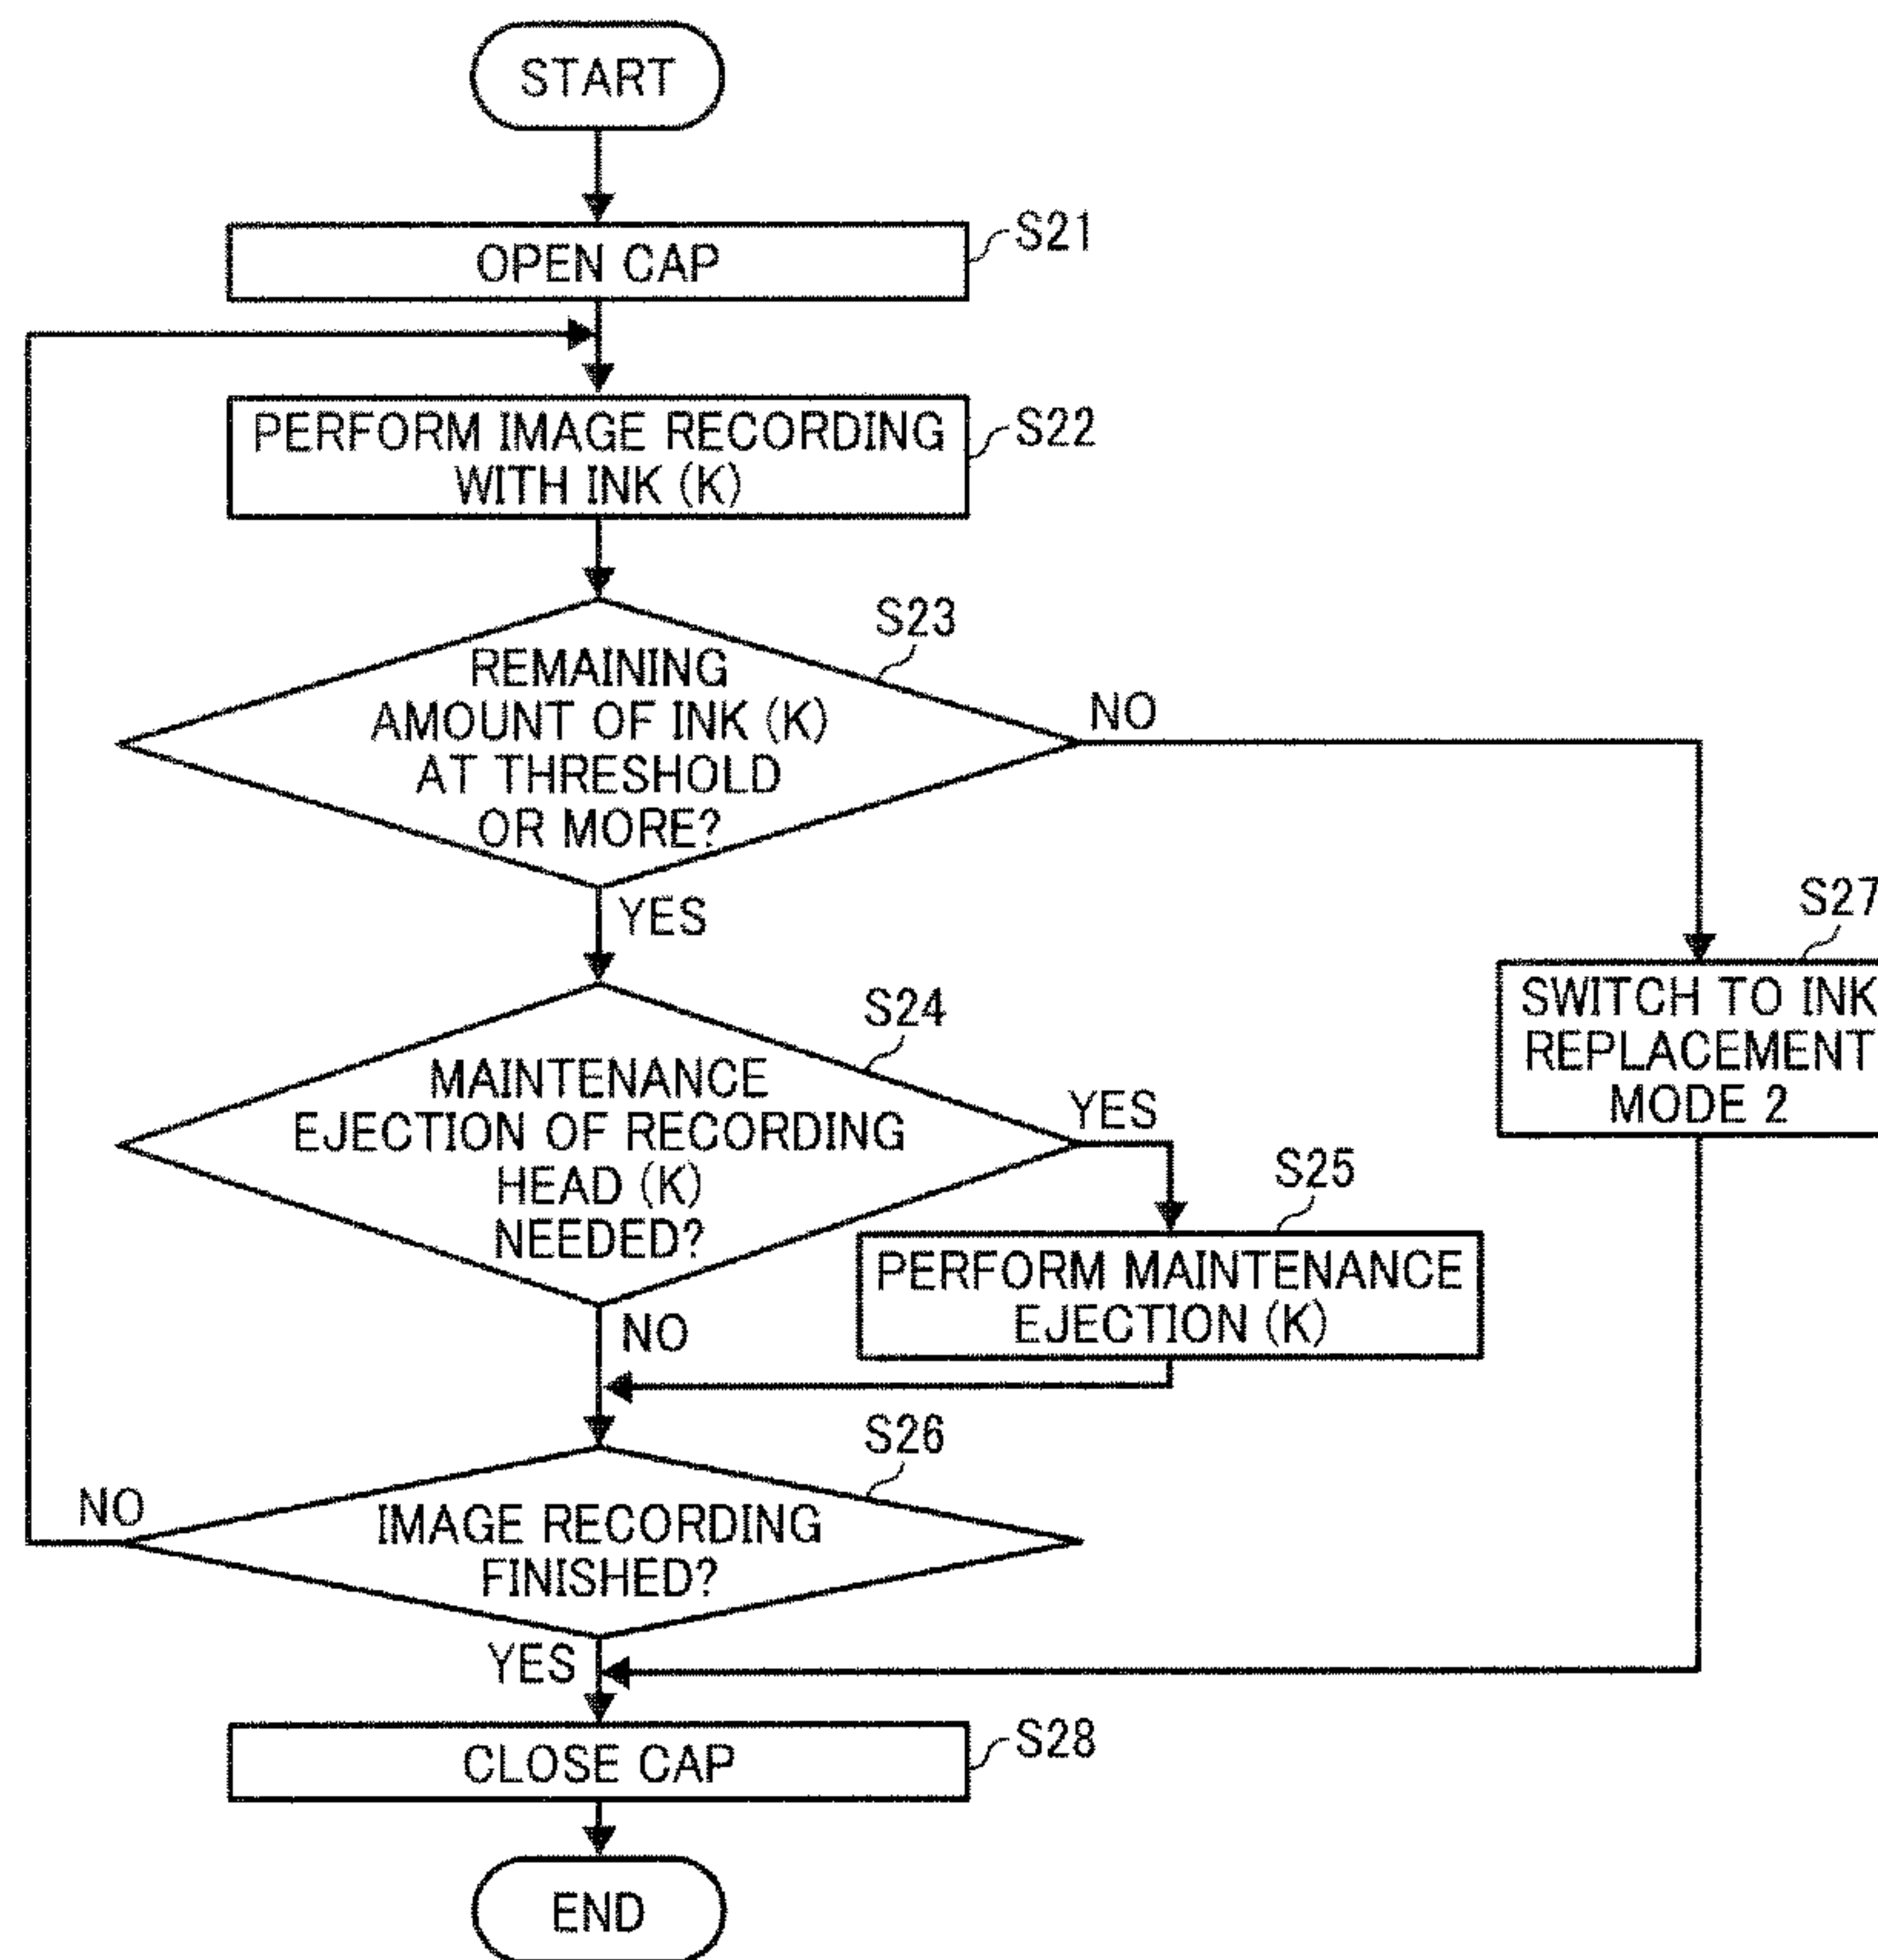 START
OPEN CAP
S21
PERFORM IMAGE RECORDING
WITH INK (K)
S22
S23
REMAINING
AMOUNT OF INK (K)
AT THRESHOLD
OR MORE?
NO
YES
S27
SWITCH TO INK
REPLACEMENT
MODE 2
S24
MAINTENANCE
EJECTION OF RECORDING
HEAD (K)
NEEDED?
YES
S25
PERFORM MAINTENANCE
EJECTION (K)
NO
S26
IMAGE RECORDING
FINISHED?
NO
YES
CLOSE CAP
S28
END